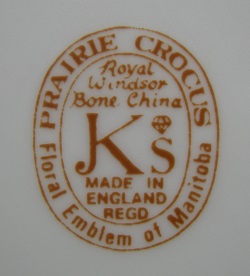 PRAIRIE CROCUS
Royal
Windsor
Bone China
K's
MADE IN
ENGLAND
REGD
Floral Emblem of Manitoba